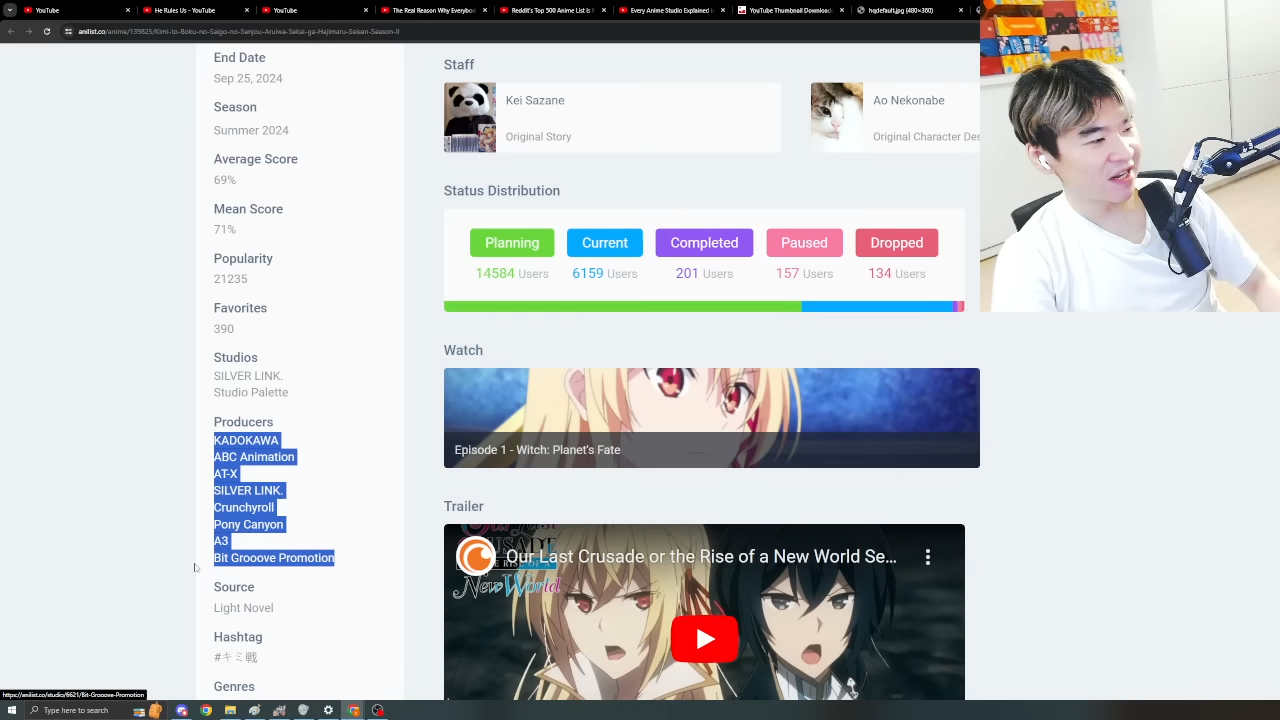 YouTube
He Rules Us - YouTube
YouTube
The Real Reason Why Everybod
Reddit's Top 500 Anime List Is
Every Anime Studio Explained
YouTube Thumbnail Download
hqdefault.jpg (480×360)
anilist.co/anime/139825/Kimi-to-Boku-no-Saigo-no-Senjou-Aruiwa-Sekai-ga-Hajimaru-Seisen-Season-II
End Date
Sep 25, 2024
Season
Summer 2024
Average Score
69%
Mean Score
71%
Popularity
21235
Favorites
390
Studios
SILVER LINK.
Studio Palette
Producers
KADOKAWA
ABC Animation
AT-X
SILVER LINK.
Crunchyroll
Pony Canyon
A3
Bit Grooove Promotion
Source
Light Novel
Hashtag
#キミ戦
Genres
Staff
Kei Sazane
Original Story
Ao Nekonabe
Original Character Des
Status Distribution
Planning Current Completed Paused Dropped
14584 Users 6159 Users 201 Users 157 Users 134 Users
Watch
Episode 1 - Witch: Planet's Fate
Trailer
Our Last Crusade or the Rise of a New World Se...
New World
https://anilist.co/studio/6621/Bit-Grooove-Promotion
Type here to search